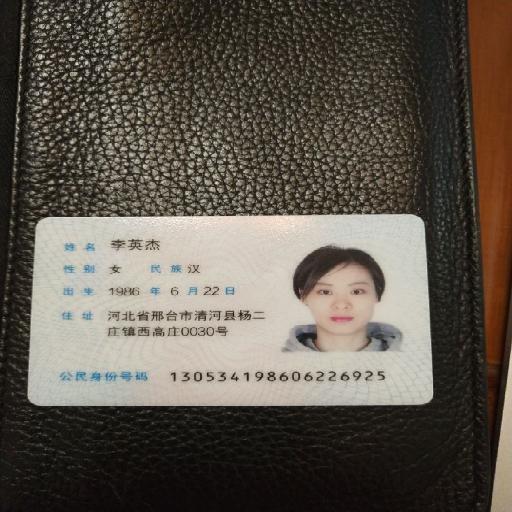 姓名 李英杰
性别 女 民族 汉
出生 1986 年 6 月 22 日
住址 河北省邢台市清河县杨二
庄镇西高庄0030号
公民身份号码 130534198606226925